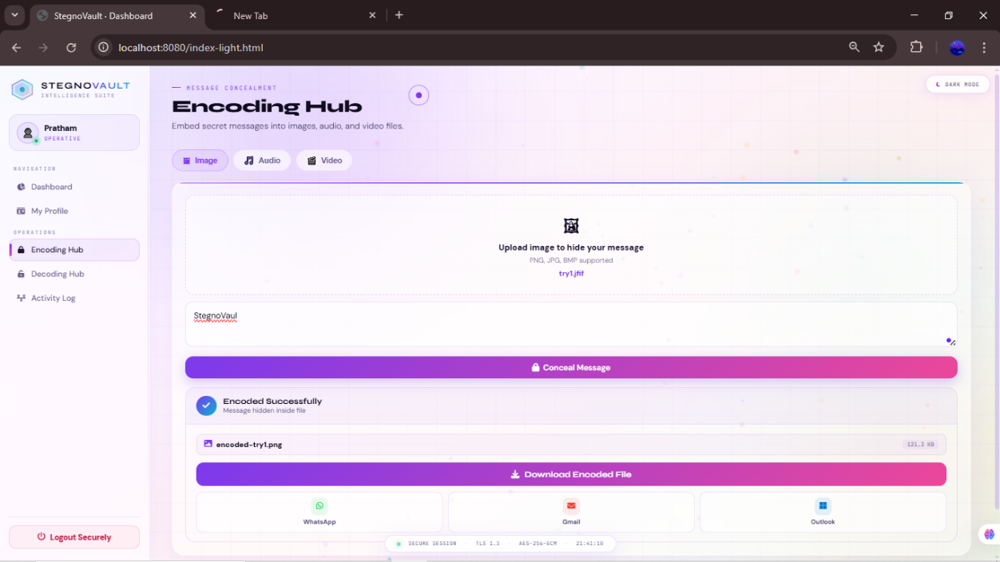 StegnoVault · Dashboard
New Tab
localhost:8080/index-light.html
STEGNOVAULT
INTELLIGENCE SUITE
Pratham
OPERATIVE
NAVIGATION
Dashboard
My Profile
OPERATIONS
Encoding Hub
Decoding Hub
Activity Log
Logout Securely
MESSAGE CONCEALMENT
DARK MODE
Encoding Hub
Embed secret messages into images, audio, and video files.
Image Audio Video
Upload image to hide your message
PNG, JPG, BMP supported
try1.jfif
StegnoVaul
Conceal Message
Encoded Successfully
Message hidden inside file
encoded-try1.png 121.3 KB
Download Encoded File
WhatsApp Gmail Outlook
SECURE SESSION · TLS 1.3 · AES-256-GCM · 21:41:10